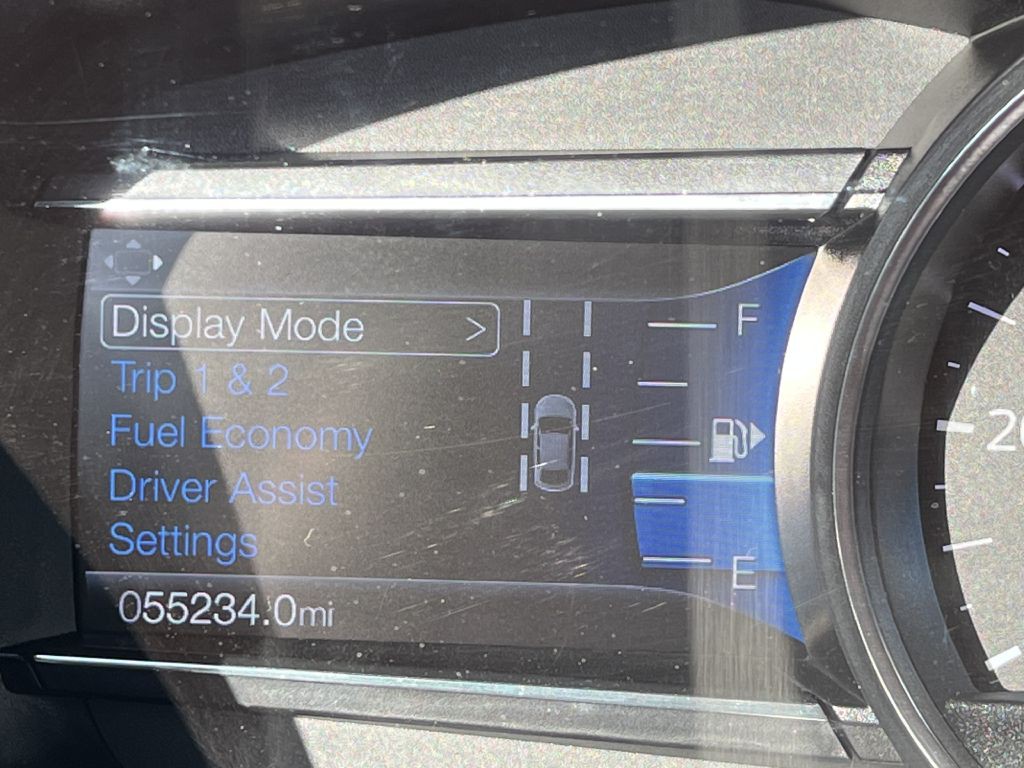 Display Mode >
Trip 1 & 2
Fuel Economy
Driver Assist
Settings
055234.0mi
F
E